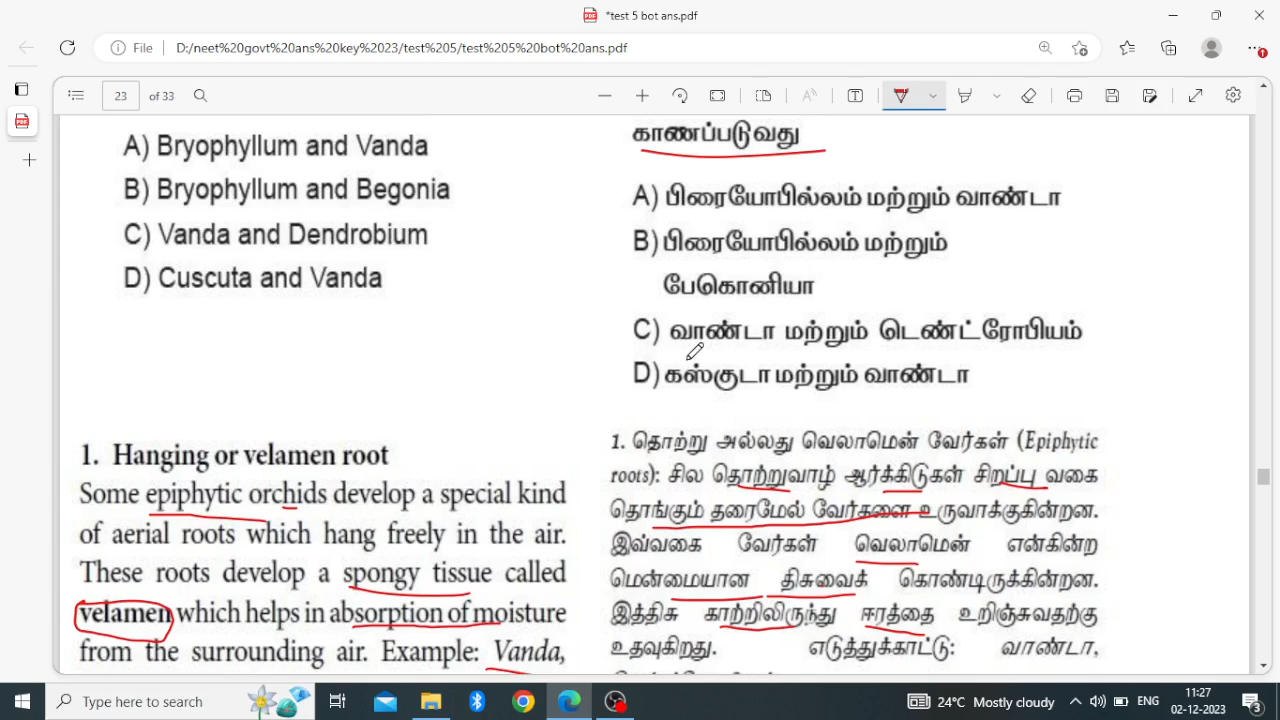 *test 5 bot ans.pdf
File
D:/neet%20govt%20ans%20key%2023/test%205/test%205%20bot%20ans.pdf
23 of 33
A) Bryophyllum and Vanda
B) Bryophyllum and Begonia
C) Vanda and Dendrobium
D) Cuscuta and Vanda
1. Hanging or velamen root
Some epiphytic orchids develop a special kind
of aerial roots which hang freely in the air.
These roots develop a spongy tissue called
velamen which helps in absorption of moisture
from the surrounding air. Example: Vanda,
காணப்படுவது
A) பிரையோபில்லம் மற்றும் வாண்டா
B) பிரையோபில்லம் மற்றும்
பேகொனியா
C) வாண்டா மற்றும் டெண்ட்ரோபியம்
D) கஸ்குடா மற்றும் வாண்டா
1. தொற்று அல்லது வெலாமென் வேர்கள் (Epiphytic
roots): சில தொற்றுவாழ் ஆர்க்கிடுகள் சிறப்பு வகை
தொங்கும் தரைமேல் வேர்களை உருவாக்குகின்றன.
இவ்வகை வேர்கள் வெலாமென் என்கின்ற
மென்மையான திசுவைக் கொண்டிருக்கின்றன.
இத்திசு காற்றிலிருந்து ஈரத்தை உறிஞ்சுவதற்கு
உதவுகிறது. எடுத்துக்காட்டு: வாண்டா,
Type here to search
24°C Mostly cloudy
ENG
11:27
02-12-2023
3